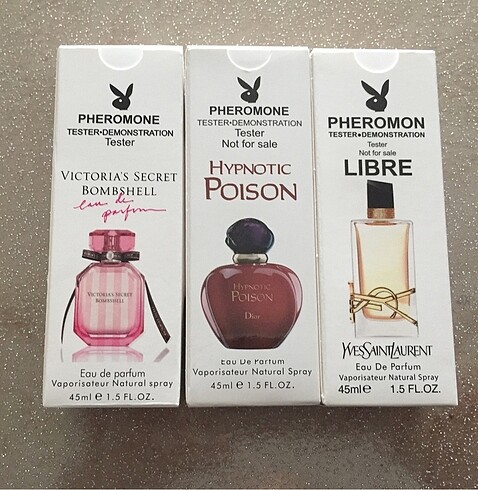 PHEROMONE
TESTER•DEMONSTRATION
Tester
VICTORIA'S SECRET
BOMBSHELL
eau de
parfum
VICTORIA'S SECRET
BOMBSHELL
Eau de parfum
Vaporisateur Natural spray
45ml e 1.5 FL.OZ.
PHEROMONE
TESTER•DEMONSTRATION
Tester
Not for sale
HYPNOTIC
POISON
HYPNOTIC
POISON
Dior
Eau De Parfum
Vaporisateur Natural Spray
45ml e 1.5 FL.OZ.
PHEROMON
TESTER•DEMONSTRATION
Tester
Not for sale
LIBRE
YVESSAINTLAURENT
Eau De Parfum
Vaporisateur Natural Spray
45ml e 1.5 FL.OZ.